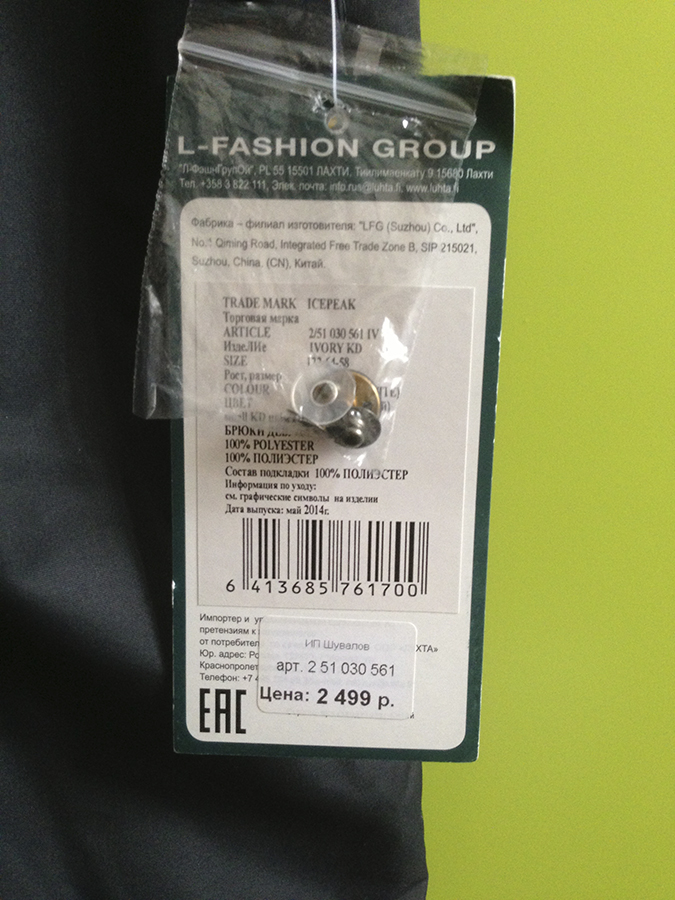 L-FASHION GROUP
"Л-ФэшнГрупОй", PL 55 15501 ЛАХТИ. Тиилимяенкату 9 15680 Лахти
Тел. +358 3 822 111, Элек. почта: info.rus@luhta.fi, www.luhta.fi
Фабрика – филиал изготовителя: "LFG (Suzhou) Co., Ltd",
No.1 Qiming Road, Integrated Free Trade Zone B, SIP 215021,
Suzhou, China. (CN), Китай.
TRADE MARK ICEPEAK
Торговая марка
ARTICLE 2/51 030 561 IV
ИздеЛИе IVORY KD
SIZE
Рост, размер
COLOUR
ЦВЕТ
БРЮКИ
100% POLYESTER
100% ПОЛИЭСТЕР
Состав подкладки 100% ПОЛИЭСТЕР
Информация по уходу:
см. графические символы на изделии
Дата выпуска: май 2014г.
6 413685 761700
Импортер и
претензиям к
от потребител ХТА»
Юр. адрес: Ро
Краснопролет
Телефон: +7
ИП Шувалов
арт. 2 51 030 561
Цена: 2 499 р.
EAC